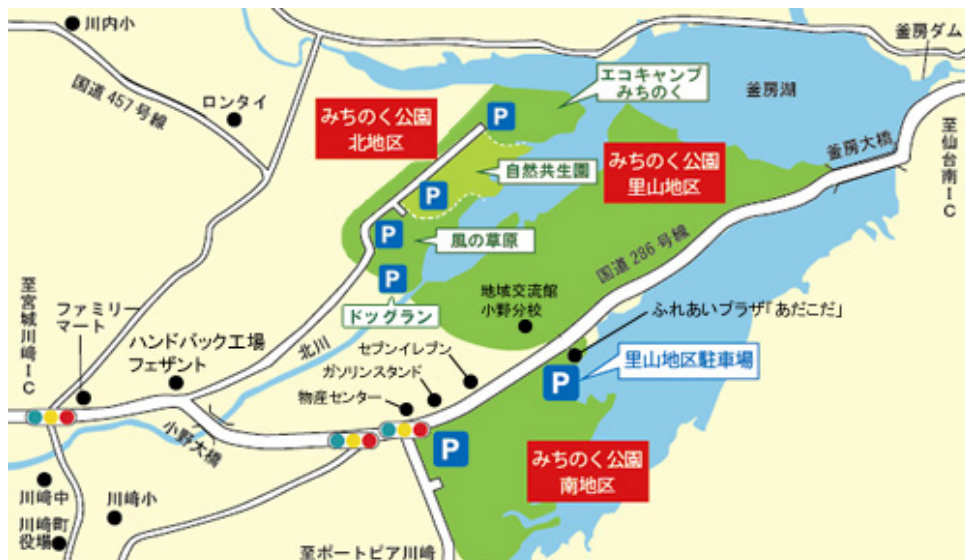 川内小
国道457号線
ロンタイ
みちのく公園
北地区
エコキャンプ
みちのく
釜房湖
釜房ダム
至仙台南IC
釜房大橋
みちのく公園
里山地区
自然共生園
P
P
P
P
風の草原
ドッグラン
国道286号線
地域交流館
小野分校
ふれあいプラザ「あだこだ」
里山地区駐車場
P
至宮城川崎IC
ファミリー
マート
ハンドバック工場
フェザント
北川
セブンイレブン
ガソリンスタンド
物産センター
小野大橋
P
みちのく公園
南地区
川﨑中
川﨑小
川﨑町
役場
至ボートピア川﨑